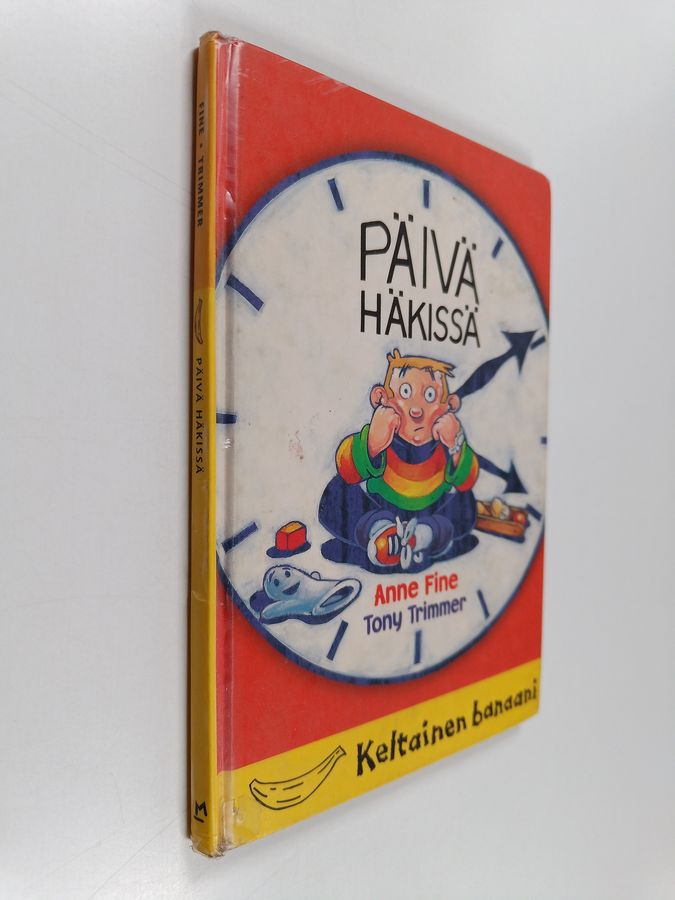 FINE • TRIMMER
PÄIVÄ HÄKISSÄ
M
PÄIVÄ
HÄKISSÄ
Anne Fine
Tony Trimmer
Keltainen banaani